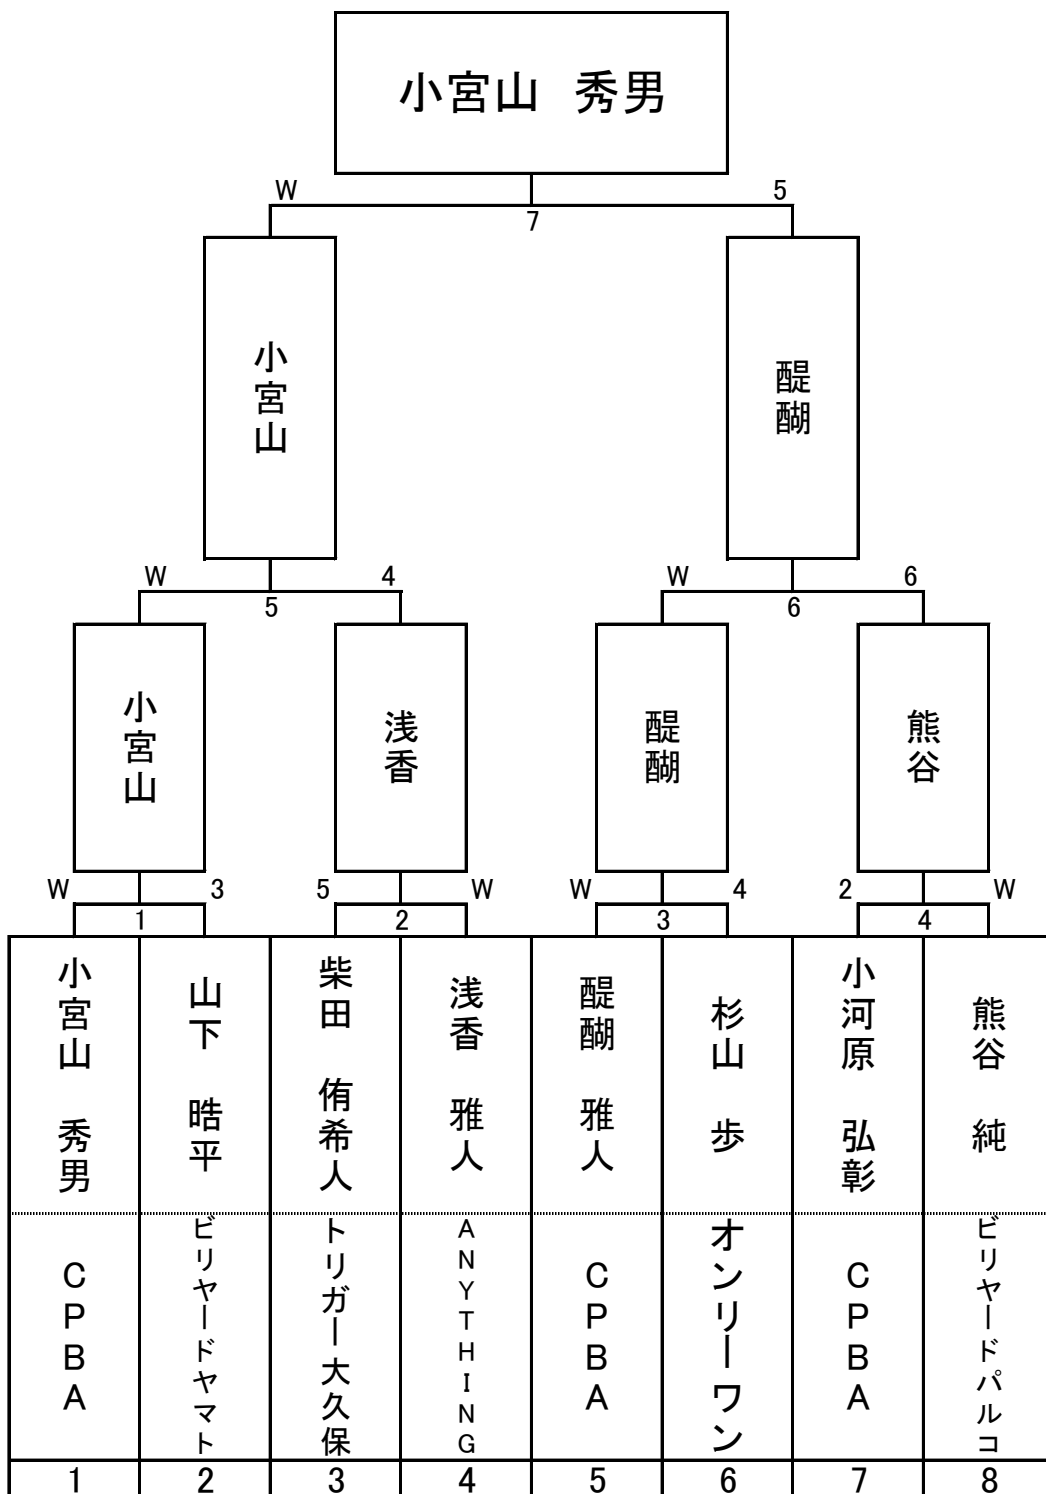 小宮山　秀男
W 5
7
小宮山
醍醐
W 4 W 6
5 6
小宮山
浅香
醍醐
熊谷
W 3 5 W W 4 2 W
1 2 3 4
小宮山　秀男
山下　晧平
柴田　侑希人
浅香　雅人
醍醐　雅人
杉山　歩
小河原　弘彰
熊谷　純
CPBA
ビリヤードヤマト
トリガー大久保
ANYTHING
CPBA
オンリーワン
CPBA
ビリヤードパルコ
1 2 3 4 5 6 7 8